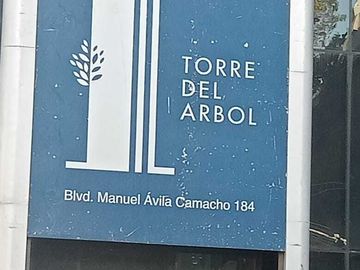 TORRE
DEL
ARBOL
Blvd. Manuel Ávila Camacho 184